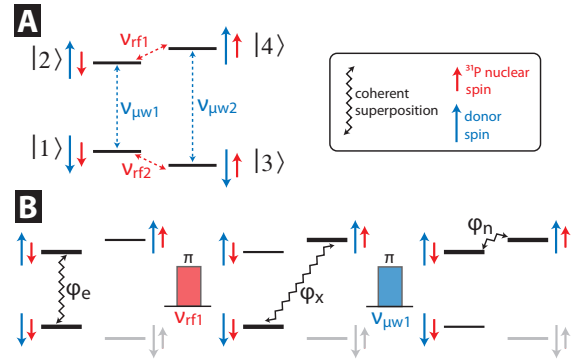 A
|2⟩
ν_rf1
|4⟩
ν_μw1
ν_μw2
|1⟩
ν_rf2
|3⟩
coherent
superposition
³¹P nuclear
spin
donor
spin
B
φ_e
π
ν_rf1
φ_x
π
ν_μw1
φ_n